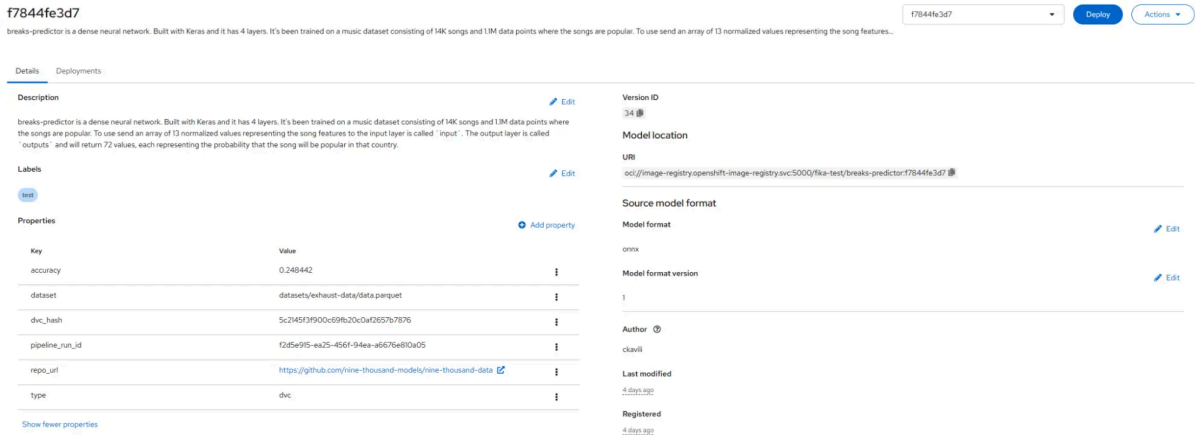 f7844fe3d7
f7844fe3d7
Deploy
Actions
breaks-predictor is a dense neural network. Built with Keras and it has 4 layers. It's been trained on a music dataset consisting of 14K songs and 1.1M data points where the songs are popular. To use send an array of 13 normalized values representing the song features...
Details
Deployments
Description
Edit
breaks-predictor is a dense neural network. Built with Keras and it has 4 layers. It's been trained on a music dataset consisting of 14K songs and 1.1M data points where
the songs are popular. To use send an array of 13 normalized values representing the song features to the input layer is called `input`. The output layer is called
`outputs` and will return 72 values, each representing the probability that the song will be popular in that country.
Labels
Edit
test
Properties
Add property
Key Value
accuracy 0.248442
dataset datasets/exhaust-data/data.parquet
dvc_hash 5c2145f3f900c69fb20c0af2657b7876
pipeline_run_id f2d5e915-ea25-456f-94ea-a6676e810a05
repo_url https://github.com/nine-thousand-models/nine-thousand-data
type dvc
Show fewer properties
Version ID
34
Model location
URI
oci://image-registry.openshift-image-registry.svc:5000/fika-test/breaks-predictor:f7844fe3d7
Source model format
Model format
Edit
onnx
Model format version
Edit
1
Author
ckavili
Last modified
4 days ago
Registered
4 days ago